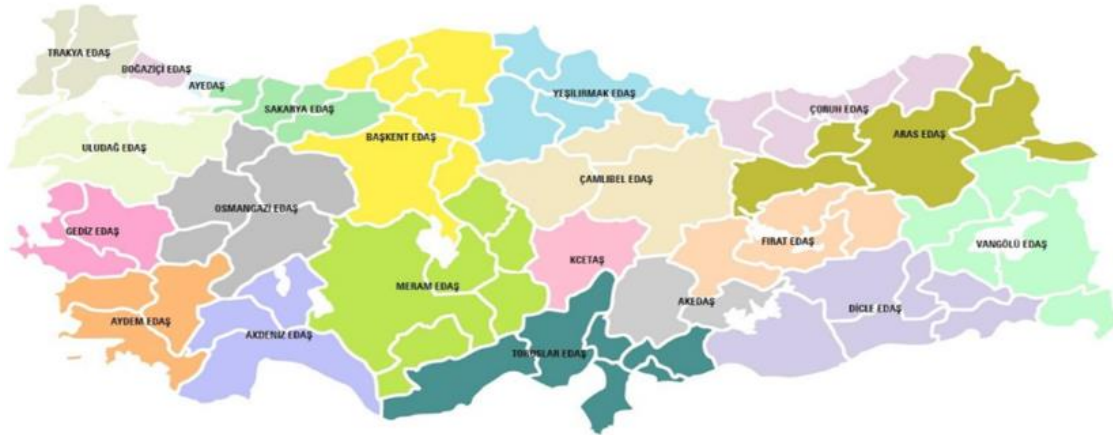 TRAKYA EDAŞ
BOĞAZİÇİ EDAŞ
AYEDAŞ
SAKARYA EDAŞ
YEŞİLIRMAK EDAŞ
ÇORUH EDAŞ
BAŞKENT EDAŞ
ARAS EDAŞ
ULUDAĞ EDAŞ
ÇAMLIBEL EDAŞ
OSMANGAZİ EDAŞ
GEDİZ EDAŞ
FIRAT EDAŞ
VANGÖLÜ EDAŞ
KCETAŞ
MERAM EDAŞ
AKEDAŞ
DİCLE EDAŞ
AYDEM EDAŞ
AKDENİZ EDAŞ
TOROSLAR EDAŞ